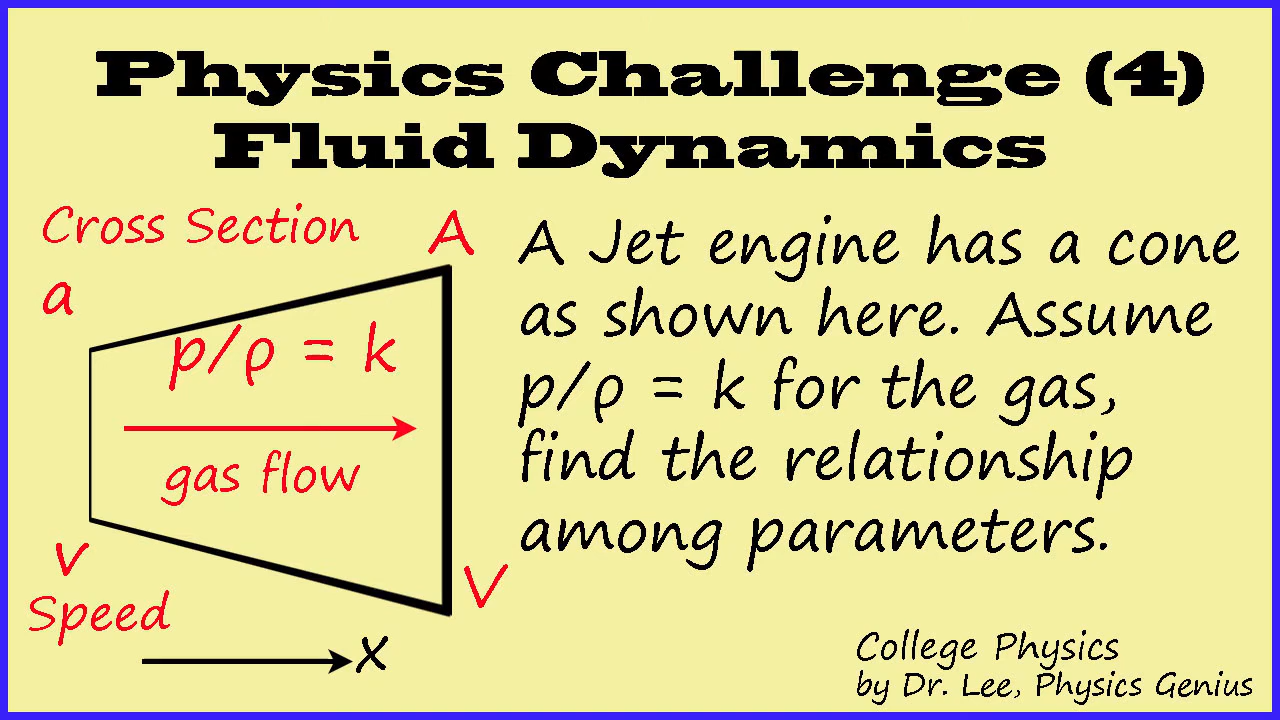 Physics Challenge (4)
Fluid Dynamics
Cross Section
a
A
p/ρ = k
gas flow
v
V
Speed
x
A Jet engine has a cone
as shown here. Assume
p/ρ = k for the gas,
find the relationship
among parameters.
College Physics
by Dr. Lee, Physics Genius